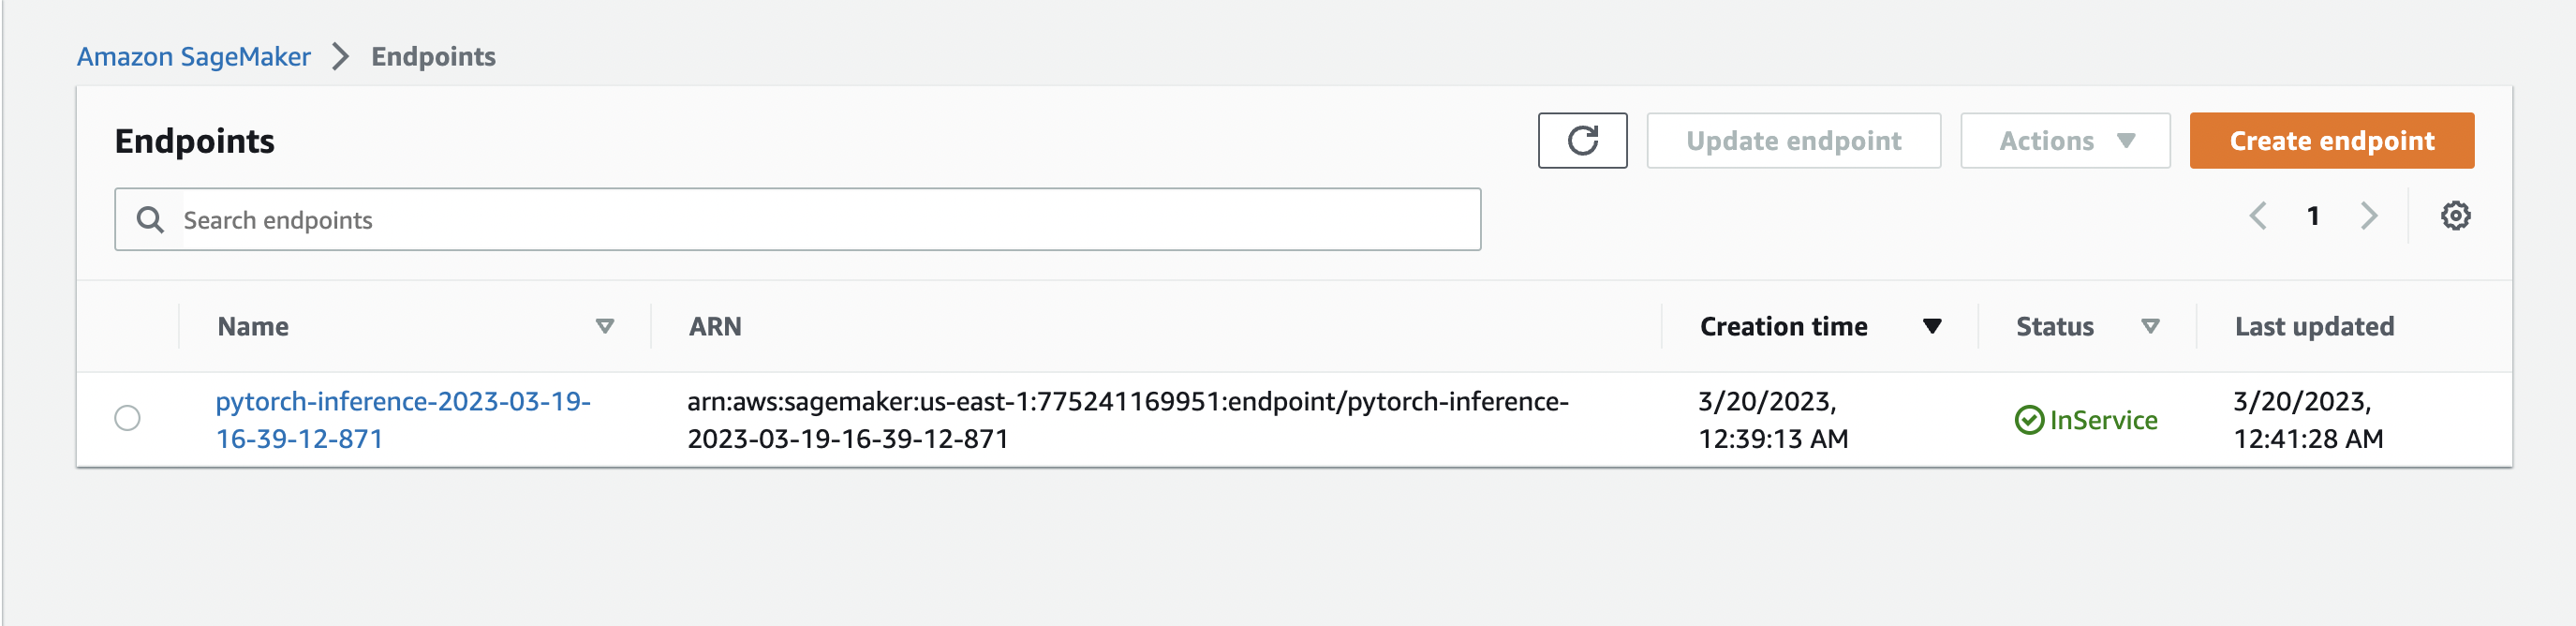 Amazon SageMaker > Endpoints
Endpoints
Update endpoint
Actions
Create endpoint
Search endpoints
1
Name
ARN
Creation time
Status
Last updated
pytorch-inference-2023-03-19-
16-39-12-871
arn:aws:sagemaker:us-east-1:775241169951:endpoint/pytorch-inference-
2023-03-19-16-39-12-871
3/20/2023,
12:39:13 AM
InService
3/20/2023,
12:41:28 AM